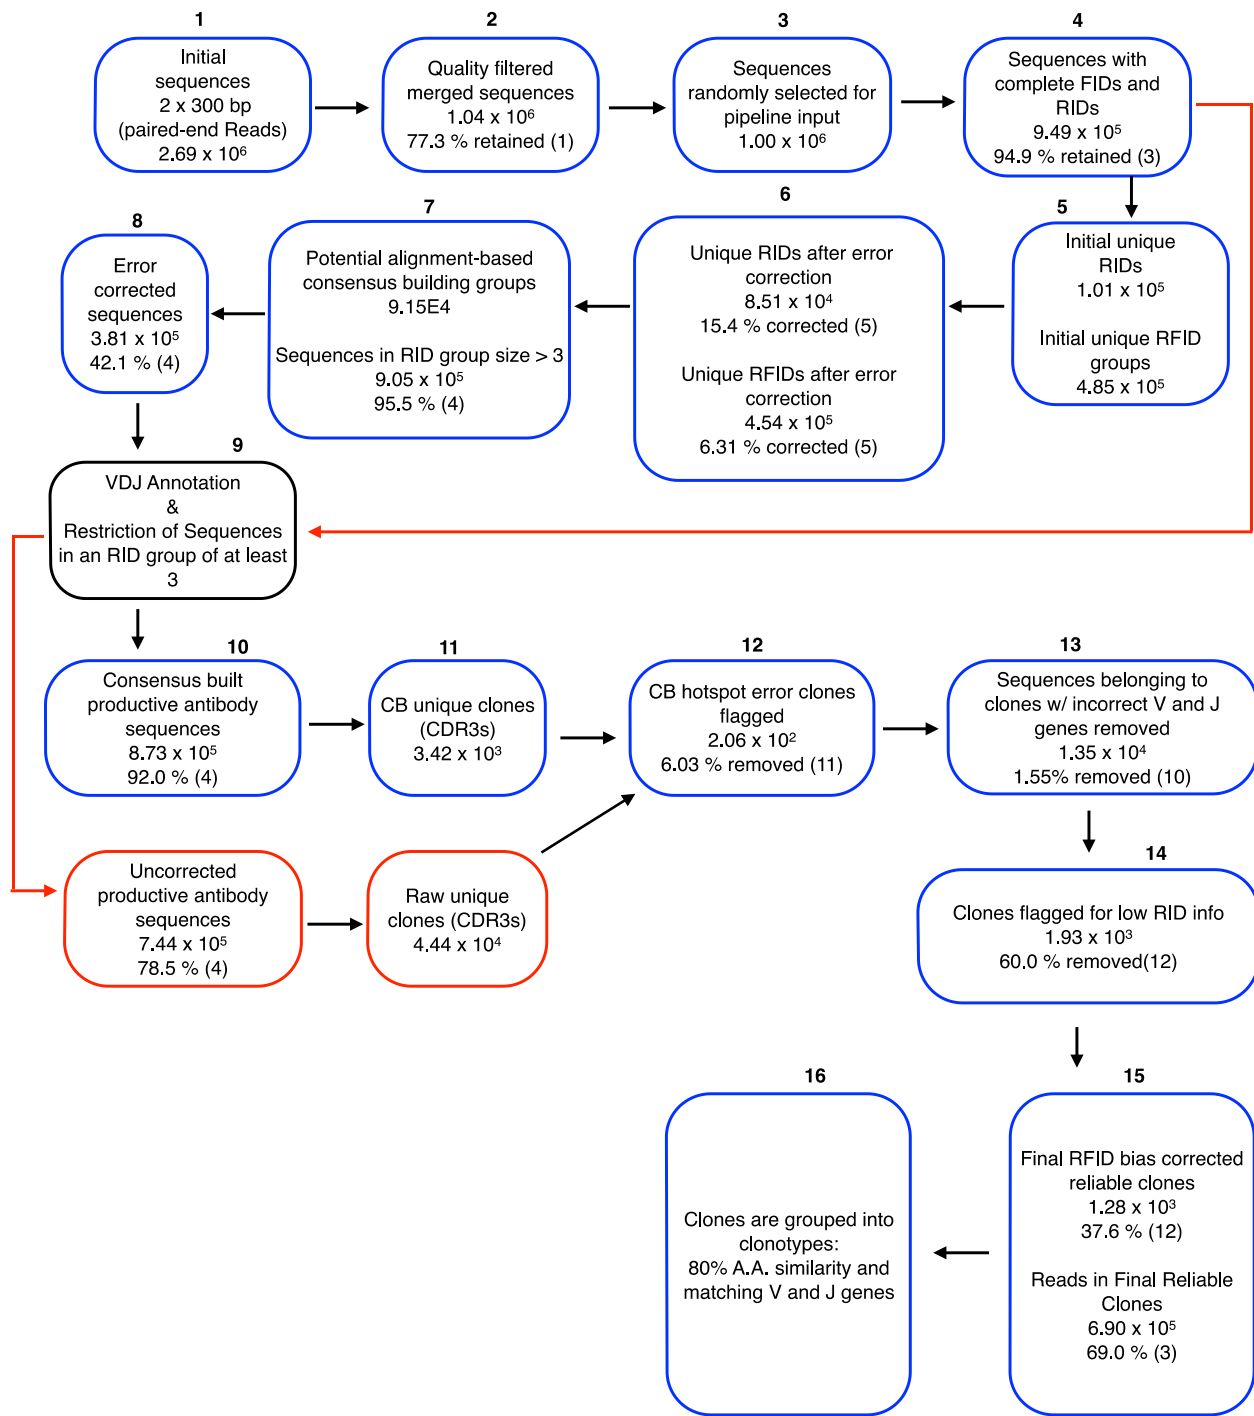 1
Initial
sequences
2 x 300 bp
(paired-end Reads)
2.69 x 10⁶
2
Quality filtered
merged sequences
1.04 x 10⁶
77.3 % retained (1)
3
Sequences
randomly selected for
pipeline input
1.00 x 10⁶
4
Sequences with
complete FIDs and
RIDs
9.49 x 10⁵
94.9 % retained (3)
5
Initial unique
RIDs
1.01 x 10⁵
Initial unique RFID
groups
4.85 x 10⁵
6
Unique RIDs after error
correction
8.51 x 10⁴
15.4 % corrected (5)
Unique RFIDs after error
correction
4.54 x 10⁵
6.31 % corrected (5)
7
Potential alignment-based
consensus building groups
9.15E4
Sequences in RID group size > 3
9.05 x 10⁵
95.5 % (4)
8
Error
corrected
sequences
3.81 x 10⁵
42.1 % (4)
9
VDJ Annotation
&
Restriction of Sequences
in an RID group of at least
3
10
Consensus built
productive antibody
sequences
8.73 x 10⁵
92.0 % (4)
11
CB unique clones
(CDR3s)
3.42 x 10³
12
CB hotspot error clones
flagged
2.06 x 10²
6.03 % removed (11)
13
Sequences belonging to
clones w/ incorrect V and J
genes removed
1.35 x 10⁴
1.55% removed (10)
Uncorrected
productive antibody
sequences
7.44 x 10⁵
78.5 % (4)
Raw unique
clones (CDR3s)
4.44 x 10⁴
14
Clones flagged for low RID info
1.93 x 10³
60.0 % removed(12)
15
Final RFID bias corrected
reliable clones
1.28 x 10³
37.6 % (12)
Reads in Final Reliable
Clones
6.90 x 10⁵
69.0 % (3)
16
Clones are grouped into
clonotypes:
80% A.A. similarity and
matching V and J genes